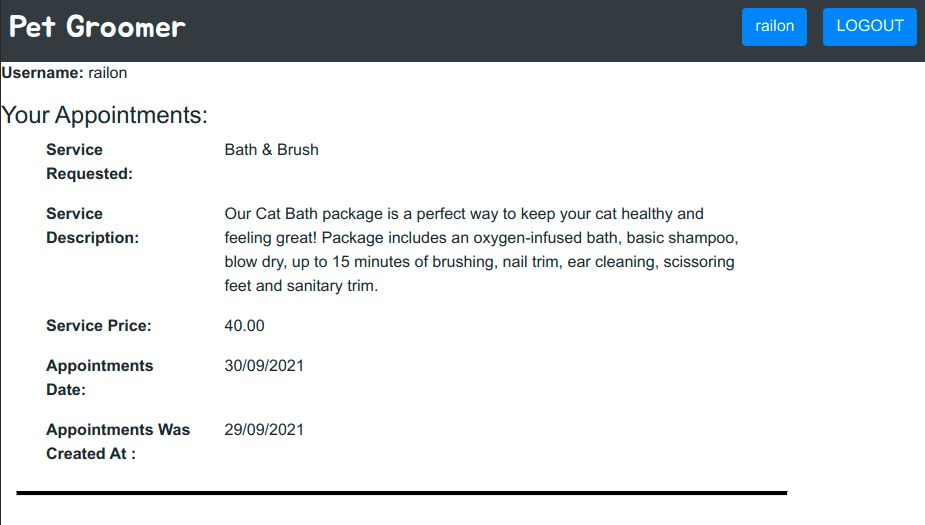 Pet Groomer
railon
LOGOUT
Username: railon
Your Appointments:
Service Requested:
Bath & Brush
Service Description:
Our Cat Bath package is a perfect way to keep your cat healthy and
feeling great! Package includes an oxygen-infused bath, basic shampoo,
blow dry, up to 15 minutes of brushing, nail trim, ear cleaning, scissoring
feet and sanitary trim.
Service Price:
40.00
Appointments Date:
30/09/2021
Appointments Was Created At :
29/09/2021